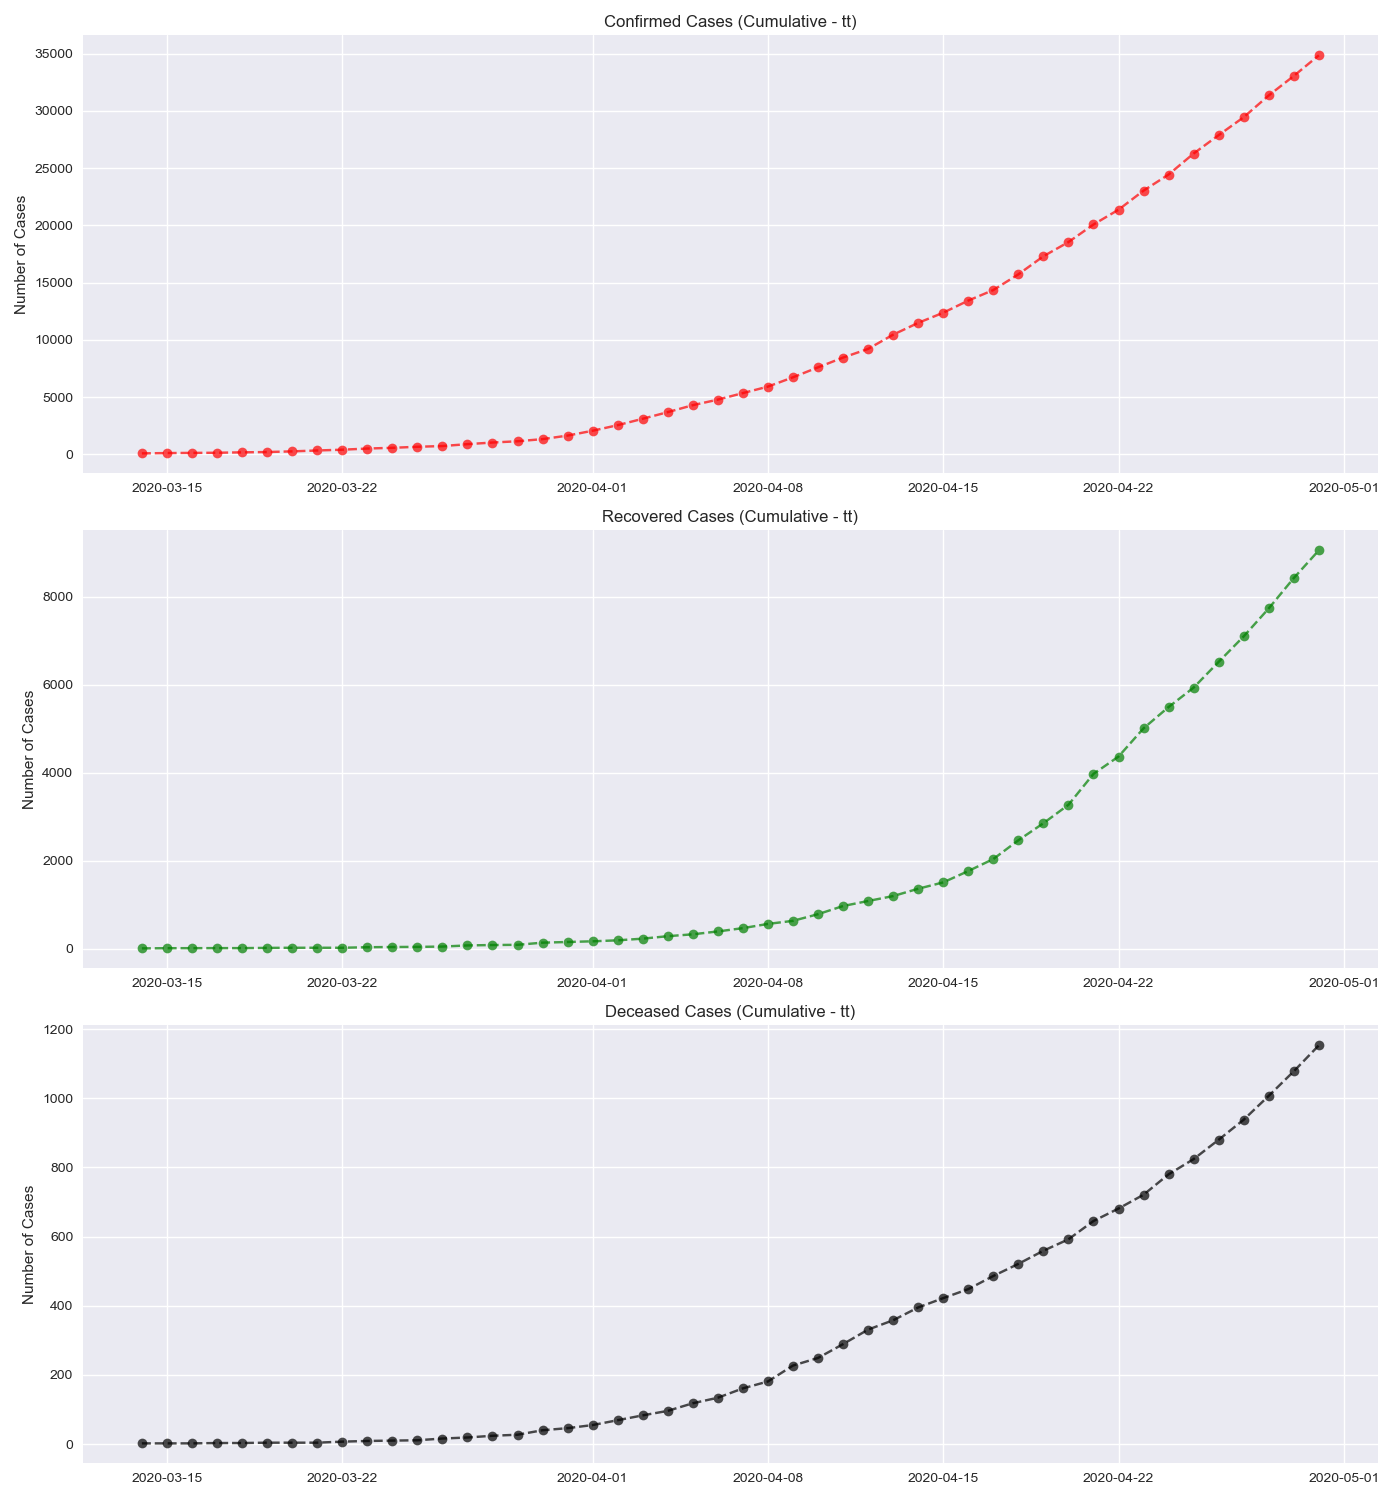 Confirmed Cases (Cumulative - tt)
35000
30000
25000
20000
15000
10000
5000
0
Number of Cases
2020-03-15 2020-03-22 2020-04-01 2020-04-08 2020-04-15 2020-04-22 2020-05-01
Recovered Cases (Cumulative - tt)
8000
6000
4000
2000
0
Number of Cases
2020-03-15 2020-03-22 2020-04-01 2020-04-08 2020-04-15 2020-04-22 2020-05-01
Deceased Cases (Cumulative - tt)
1200
1000
800
600
400
200
0
Number of Cases
2020-03-15 2020-03-22 2020-04-01 2020-04-08 2020-04-15 2020-04-22 2020-05-01